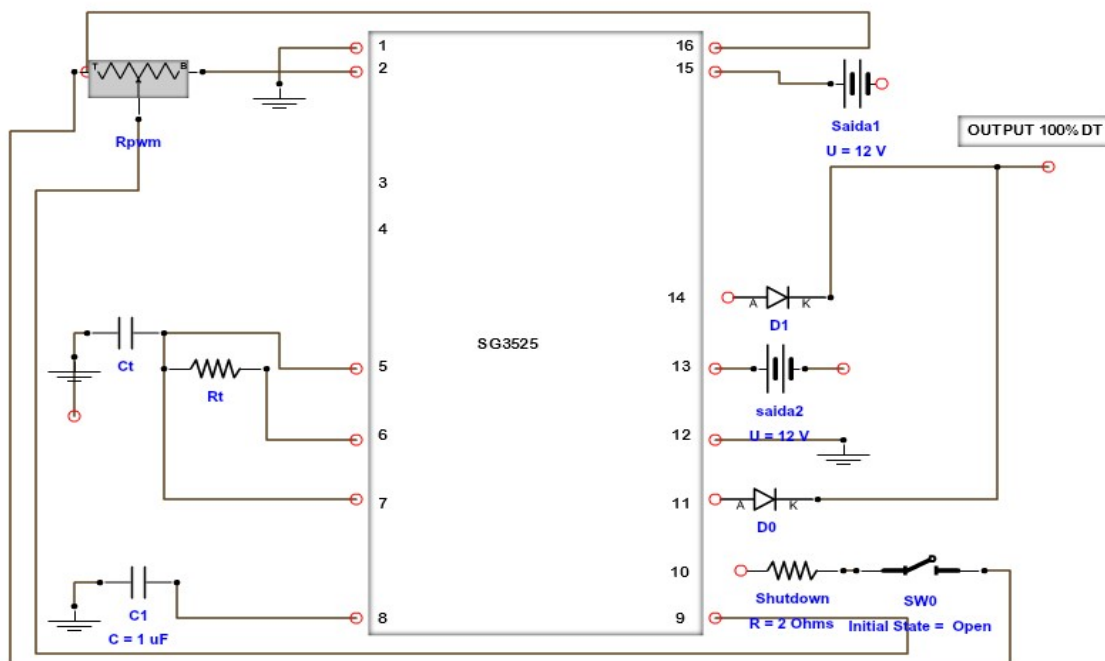 1
16
2
15
T
B
Rpwm
Saida1
U = 12 V
OUTPUT 100% DT
3
4
14
A
K
D1
SG3525
Ct
Rt
5
13
saida2
U = 12 V
6
12
7
11
A
K
D0
10
Shutdown
R = 2 Ohms
SW0
Initial State = Open
C1
C = 1 uF
8
9